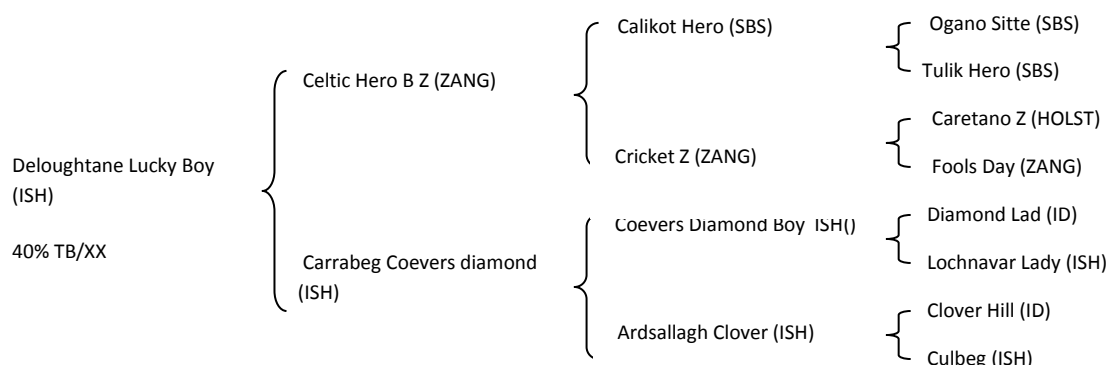 Deloughtane Lucky Boy
(ISH)
40% TB/XX
Celtic Hero B Z (ZANG)
Carrabeg Coevers diamond
(ISH)
Calikot Hero (SBS)
Cricket Z (ZANG)
Coevers Diamond Boy ISH()
Ardsallagh Clover (ISH)
Ogano Sitte (SBS)
Tulik Hero (SBS)
Caretano Z (HOLST)
Fools Day (ZANG)
Diamond Lad (ID)
Lochnavar Lady (ISH)
Clover Hill (ID)
Culbeg (ISH)